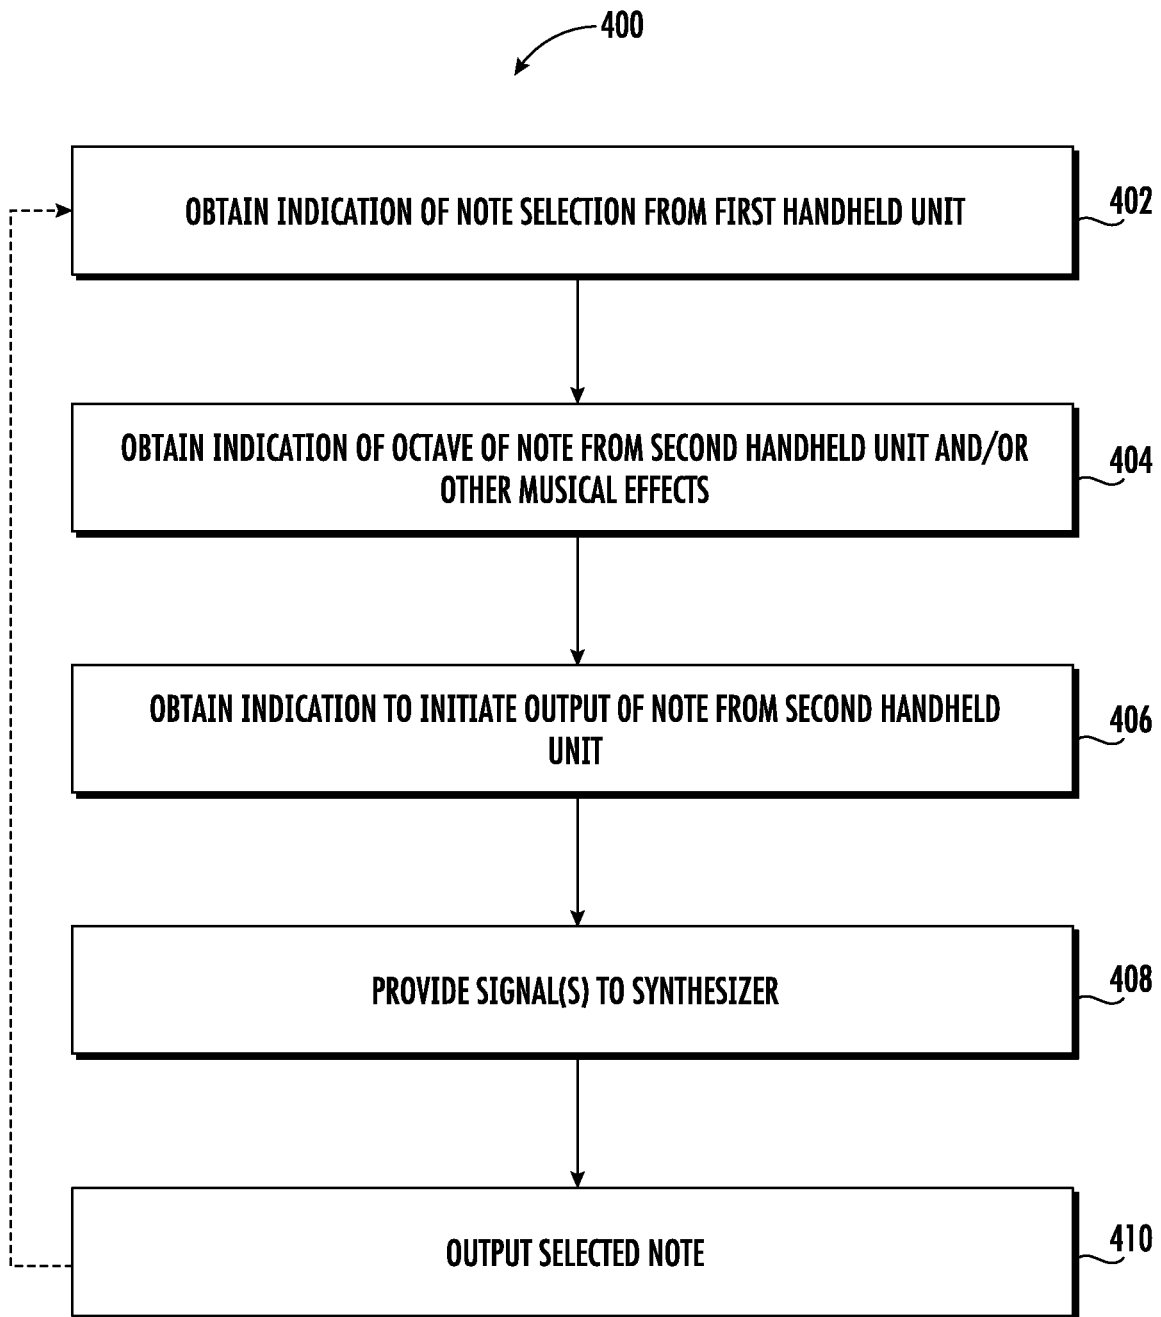 400
OBTAIN INDICATION OF NOTE SELECTION FROM FIRST HANDHELD UNIT
402
OBTAIN INDICATION OF OCTAVE OF NOTE FROM SECOND HANDHELD UNIT AND/OR
OTHER MUSICAL EFFECTS
404
OBTAIN INDICATION TO INITIATE OUTPUT OF NOTE FROM SECOND HANDHELD
UNIT
406
PROVIDE SIGNAL(S) TO SYNTHESIZER
408
OUTPUT SELECTED NOTE
410